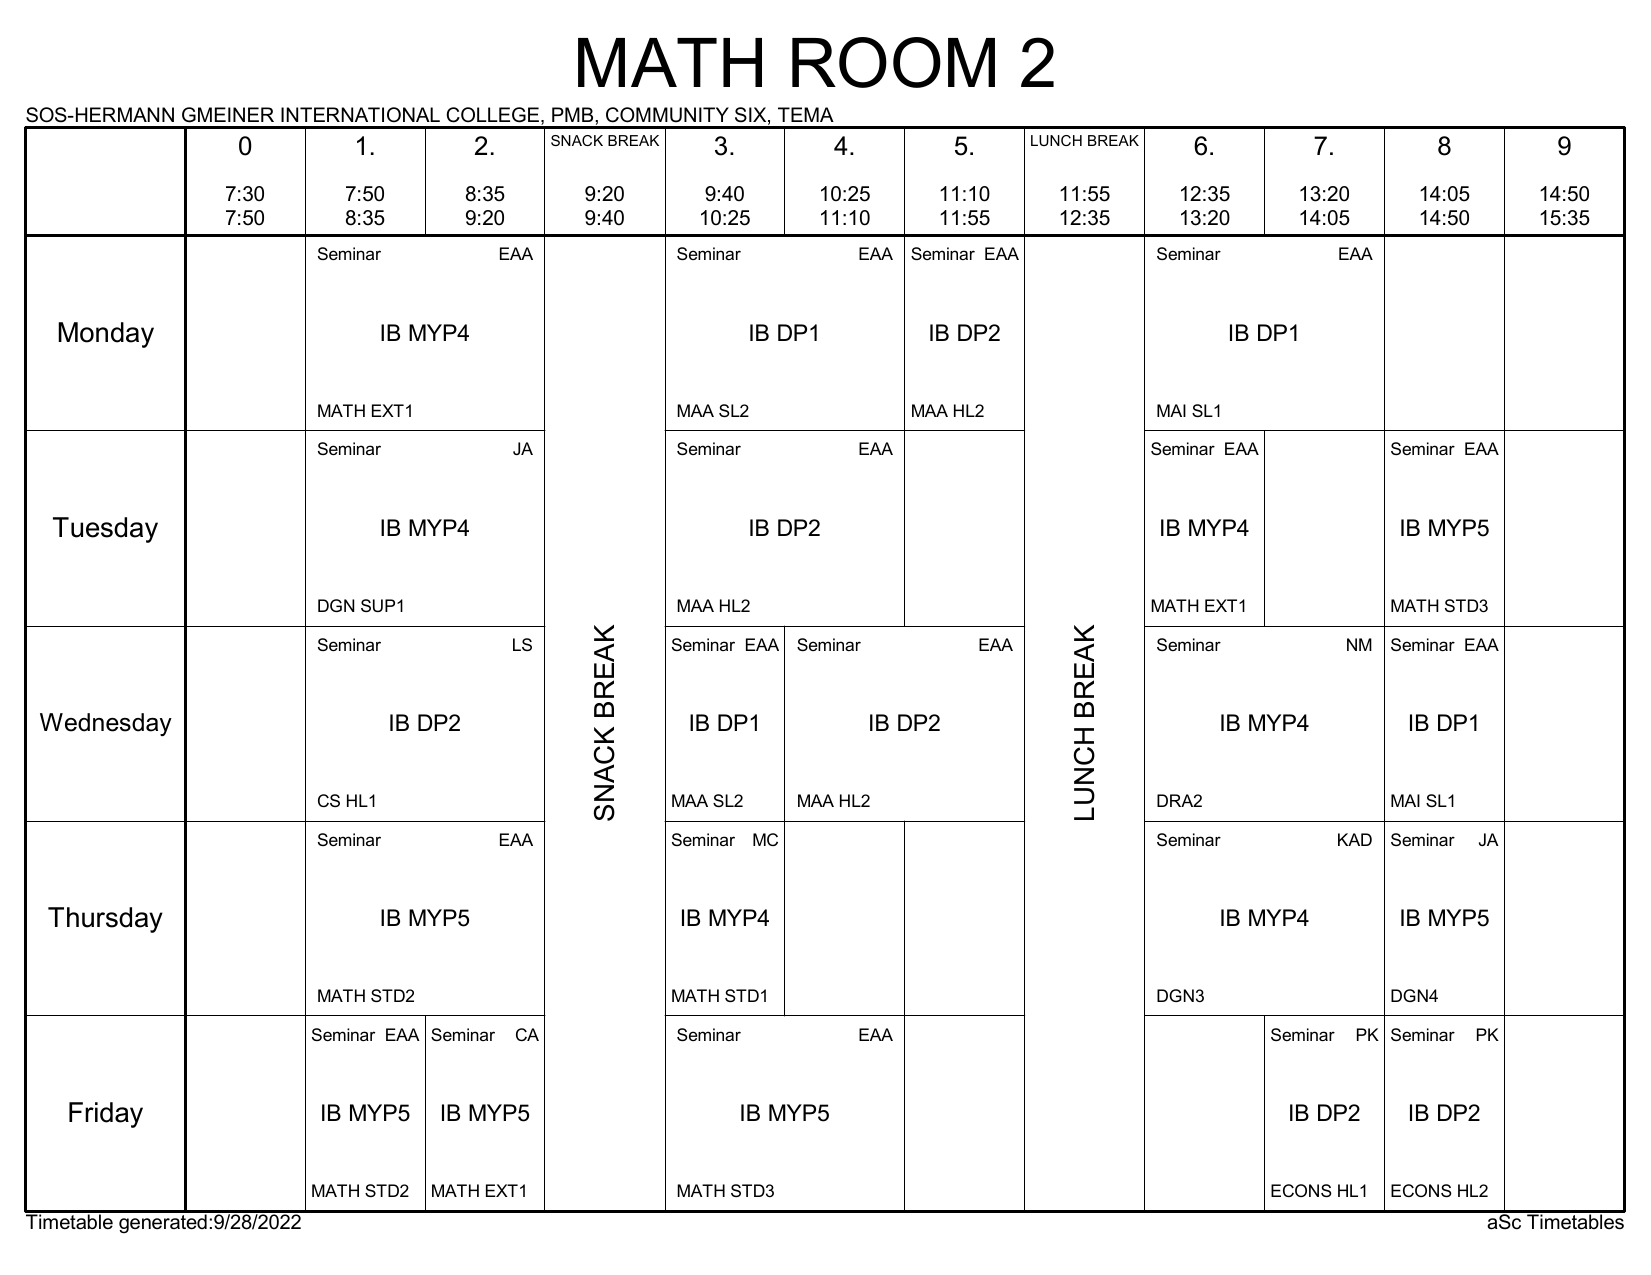 MATH ROOM 2
SOS-HERMANN GMEINER INTERNATIONAL COLLEGE, PMB, COMMUNITY SIX, TEMA
0 1. 2. SNACK BREAK 3. 4. 5. LUNCH BREAK 6. 7. 8 9
7:30 7:50 8:35 9:20 9:40 10:25 11:10 11:55 12:35 13:20 14:05 14:50
7:50 8:35 9:20 9:40 10:25 11:10 11:55 12:35 13:20 14:05 14:50 15:35
Seminar EAA Seminar EAA Seminar EAA Seminar EAA
Monday IB MYP4 IB DP1 IB DP2 IB DP1
MATH EXT1 MAA SL2 MAA HL2 MAI SL1
Seminar JA Seminar EAA Seminar EAA Seminar EAA
Tuesday IB MYP4 IB DP2 IB MYP4 IB MYP5
DGN SUP1 MAA HL2 MATH EXT1 MATH STD3
Seminar LS Seminar EAA Seminar EAA Seminar NM Seminar EAA
Wednesday IB DP2 SNACK BREAK IB DP1 IB DP2 LUNCH BREAK IB MYP4 IB DP1
CS HL1 MAA SL2 MAA HL2 DRA2 MAI SL1
Seminar EAA Seminar MC Seminar KAD Seminar JA
Thursday IB MYP5 IB MYP4 IB MYP4 IB MYP5
MATH STD2 MATH STD1 DGN3 DGN4
Seminar EAA Seminar CA Seminar EAA Seminar PK Seminar PK
Friday IB MYP5 IB MYP5 IB MYP5 IB DP2 IB DP2
MATH STD2 MATH EXT1 MATH STD3 ECONS HL1 ECONS HL2
Timetable generated:9/28/2022 aSc Timetables